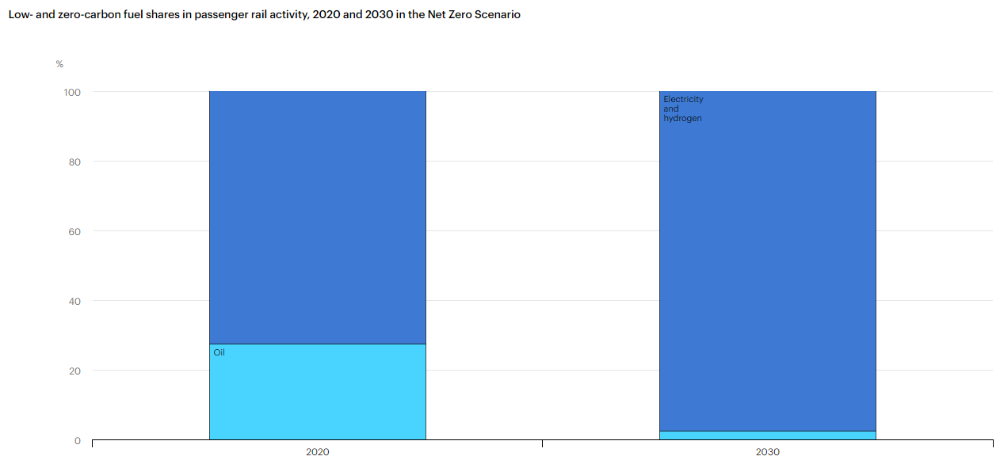 Low- and zero-carbon fuel shares in passenger rail activity, 2020 and 2030 in the Net Zero Scenario
%
100
80
60
40
20
0
Electricity
and
hydrogen
Oil
2020
2030